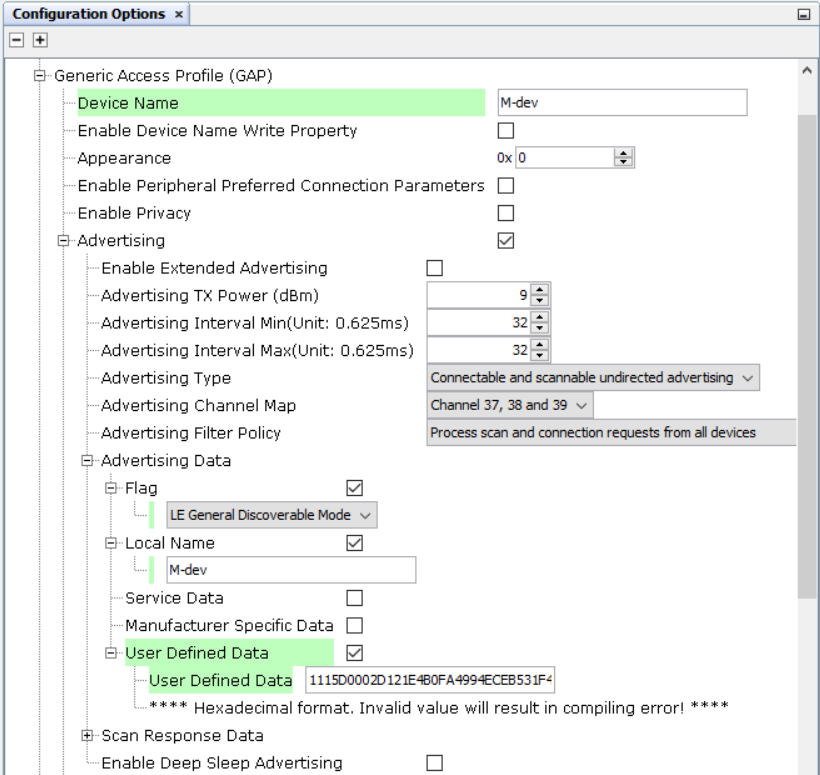 Configuration Options ×
Generic Access Profile (GAP)
Device Name M-dev
Enable Device Name Write Property
Appearance 0x 0
Enable Peripheral Preferred Connection Parameters
Enable Privacy
Advertising
Enable Extended Advertising
Advertising TX Power (dBm) 9
Advertising Interval Min(Unit: 0.625ms) 32
Advertising Interval Max(Unit: 0.625ms) 32
Advertising Type Connectable and scannable undirected advertising
Advertising Channel Map Channel 37, 38 and 39
Advertising Filter Policy Process scan and connection requests from all devices
Advertising Data
Flag
LE General Discoverable Mode
Local Name
M-dev
Service Data
Manufacturer Specific Data
User Defined Data
User Defined Data 1115D0002D121E4B0FA4994ECEB531F4
**** Hexadecimal format. Invalid value will result in compiling error! ****
Scan Response Data
Enable Deep Sleep Advertising